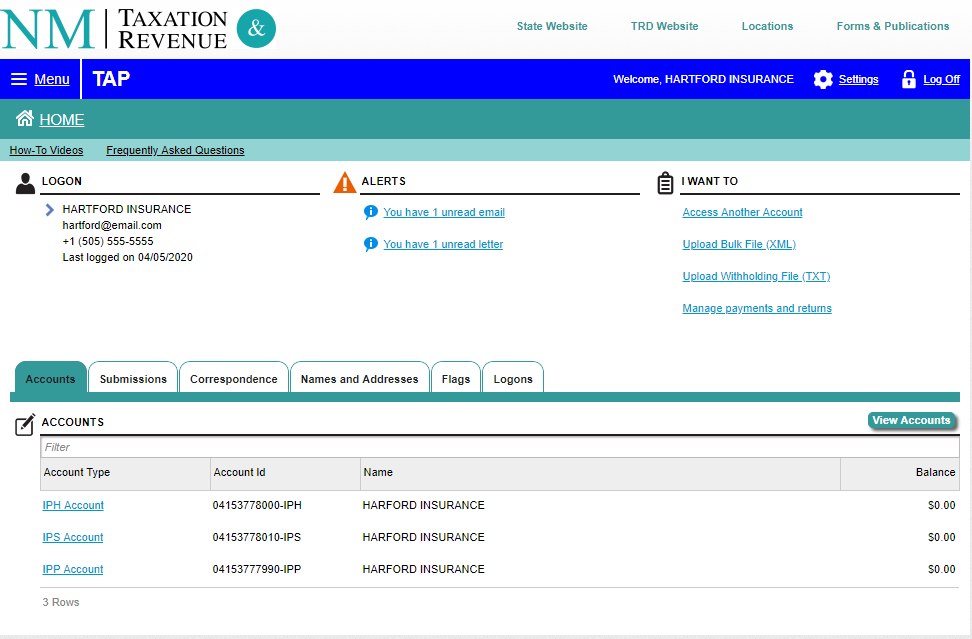 NM TAXATION & REVENUE
State Website TRD Website Locations Forms & Publications
Menu TAP Welcome, HARTFORD INSURANCE Settings Log Off
HOME
How-To Videos Frequently Asked Questions
LOGON
HARTFORD INSURANCE
hartford@email.com
+1 (505) 555-5555
Last logged on 04/05/2020
ALERTS
You have 1 unread email
You have 1 unread letter
I WANT TO
Access Another Account
Upload Bulk File (XML)
Upload Withholding File (TXT)
Manage payments and returns
Accounts Submissions Correspondence Names and Addresses Flags Logons
ACCOUNTS View Accounts
Filter
Account Type Account Id Name Balance
IPH Account 04153778000-IPH HARFORD INSURANCE $0.00
IPS Account 04153778010-IPS HARFORD INSURANCE $0.00
IPP Account 04153777990-IPP HARFORD INSURANCE $0.00
3 Rows